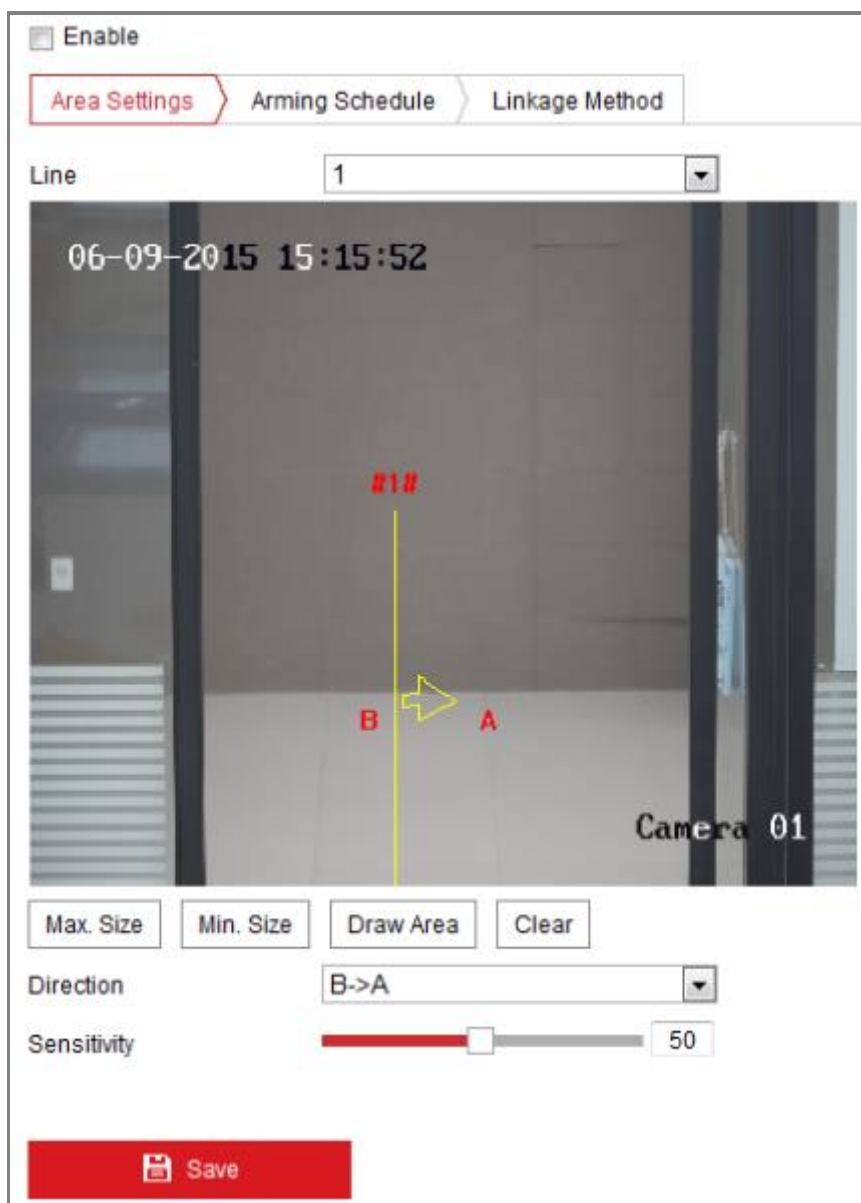 Enable
Area Settings Arming Schedule Linkage Method
Line 1
06-09-2015 15:15:52
#1#
B A
Camera 01
Max. Size Min. Size Draw Area Clear
Direction B->A
Sensitivity 50
Save